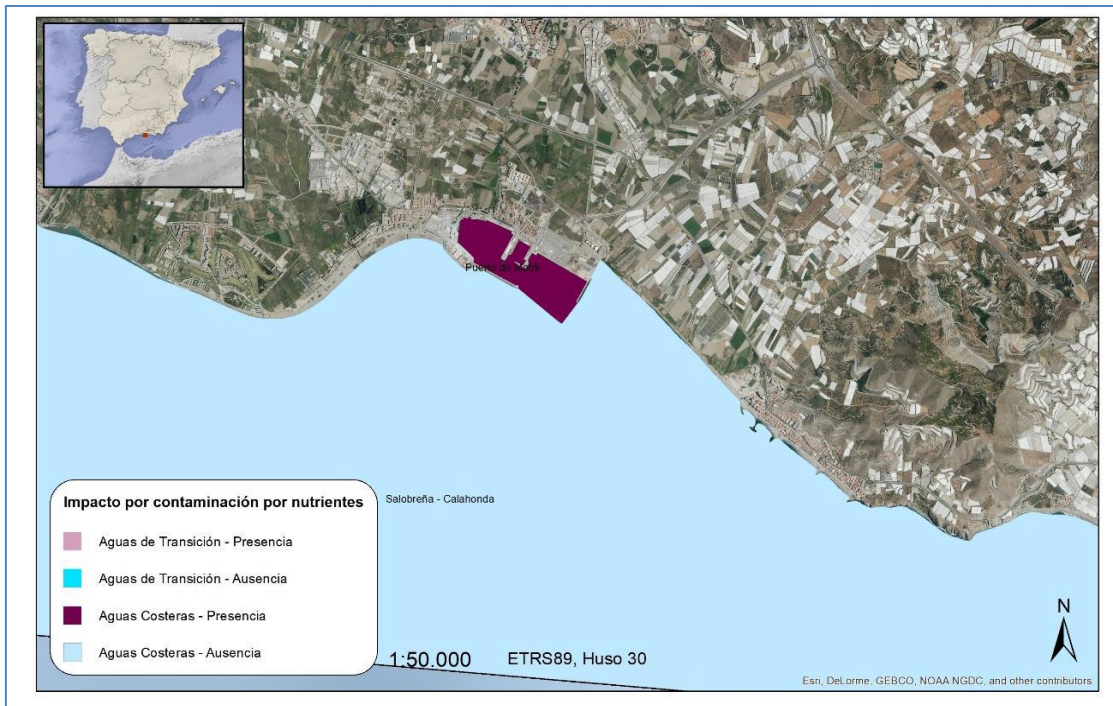 Puerto de Motril
Salobreña - Calahonda
Impacto por contaminación por nutrientes
Aguas de Transición - Presencia
Aguas de Transición - Ausencia
Aguas Costeras - Presencia
Aguas Costeras - Ausencia
1:50.000 ETRS89, Huso 30
N
Esri, DeLorme, GEBCO, NOAA NGDC, and other contributors